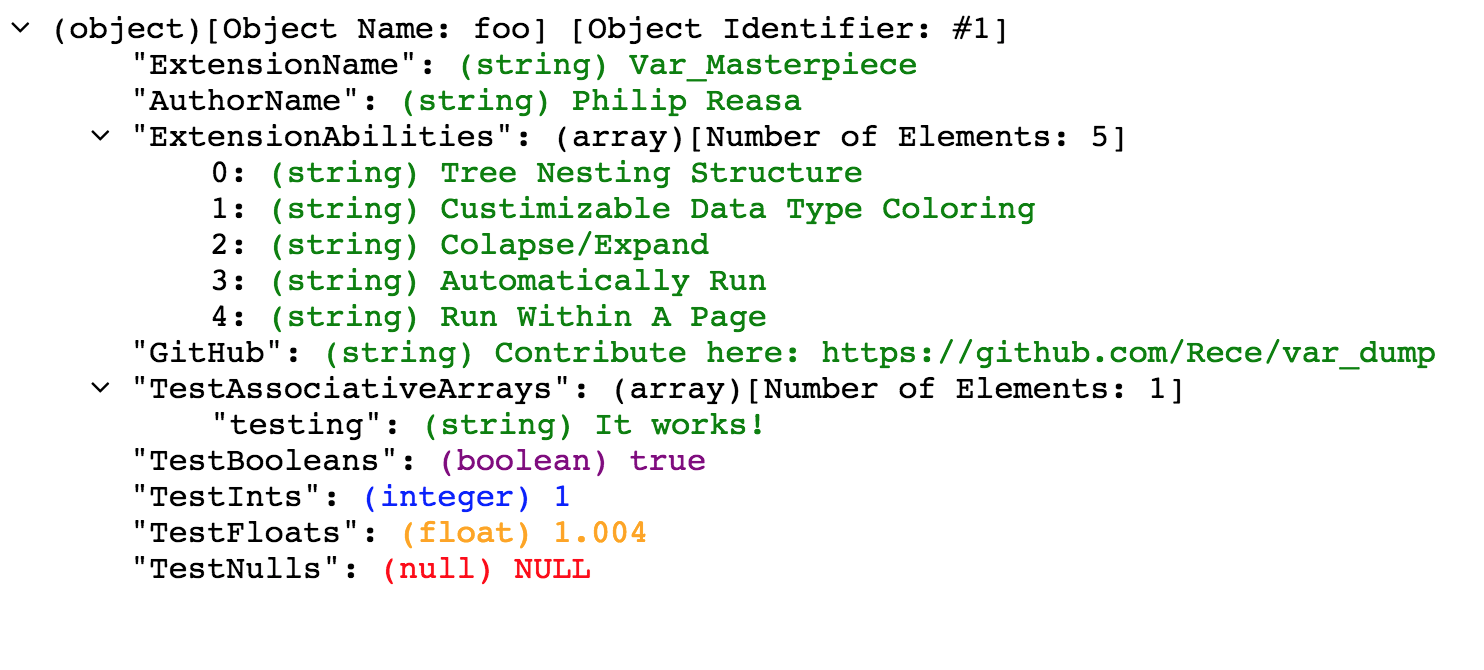 (object)[Object Name: foo] [Object Identifier: #1]
"ExtensionName": (string) Var_Masterpiece
"AuthorName": (string) Philip Reasa
"ExtensionAbilities": (array)[Number of Elements: 5]
0: (string) Tree Nesting Structure
1: (string) Custimizable Data Type Coloring
2: (string) Colapse/Expand
3: (string) Automatically Run
4: (string) Run Within A Page
"GitHub": (string) Contribute here: https://github.com/Rece/var_dump
"TestAssociativeArrays": (array)[Number of Elements: 1]
"testing": (string) It works!
"TestBooleans": (boolean) true
"TestInts": (integer) 1
"TestFloats": (float) 1.004
"TestNulls": (null) NULL